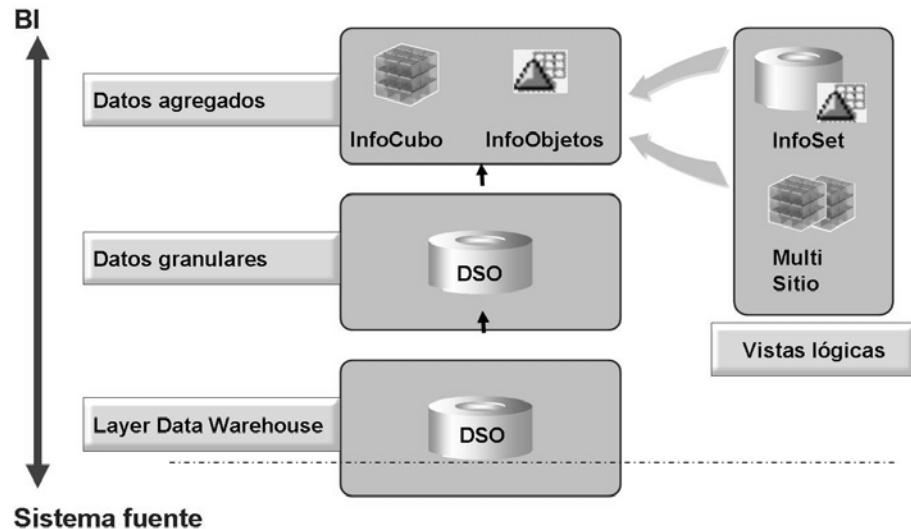 BI
Datos agregados
InfoCubo
InfoObjetos
InfoSet
Multi
Sitio
Vistas lógicas
Datos granulares
DSO
Layer Data Warehouse
DSO
Sistema fuente